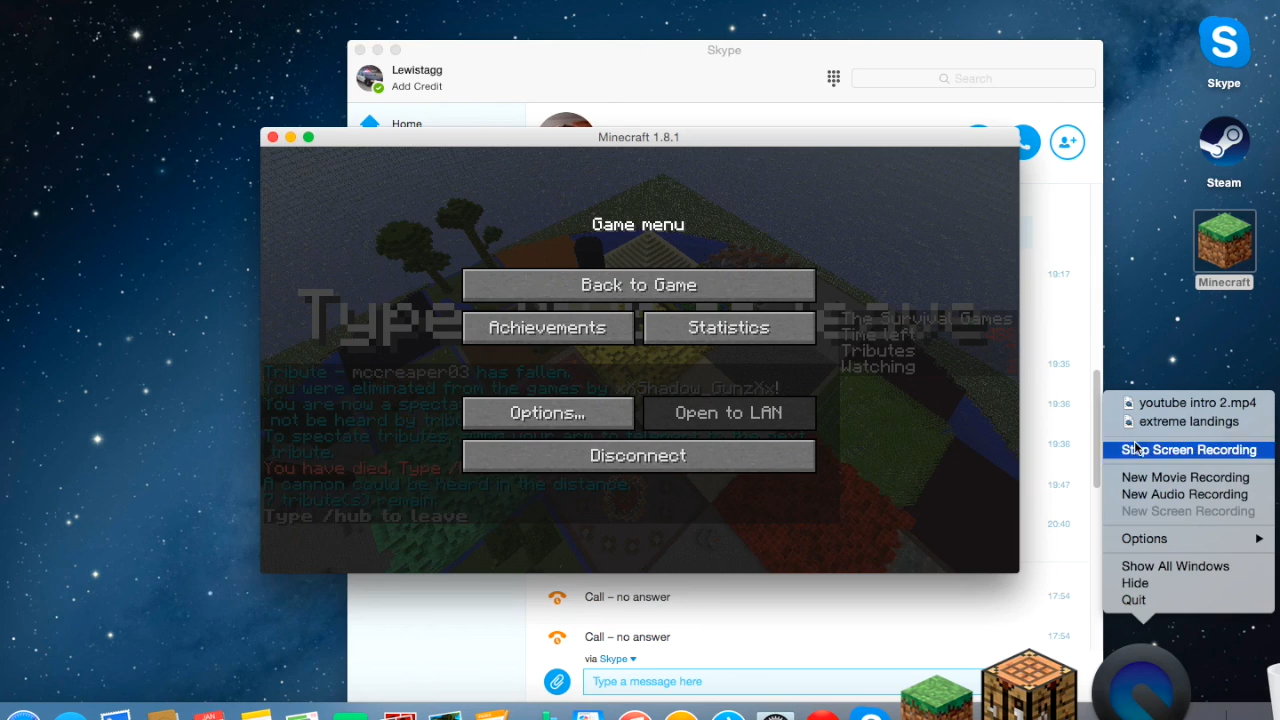 Skype
Lewistagg
Add Credit
Search
Home
Minecraft 1.8.1
Skype
Steam
Minecraft
Game menu
Back to Game
Achievements
Statistics
Options...
Open to LAN
Disconnect
Type
The Survival Games
Time left
Tributes
Watching
Tribute - mccreaper03 has fallen.
You were eliminated from the games by xX5hadow_GunzXx!
You are now a specta
not be heard by tribu
To spectate tributes,
tribute.
You have died. Type /h
A cannon could be heard in the distance.
7 tribute(s) remain.
Type /hub to leave
19:17
19:35
19:36
19:36
19:47
20:40
Call – no answer
17:54
Call – no answer
17:54
via Skype
Type a message here
youtube intro 2.mp4
extreme landings
Stop Screen Recording
New Movie Recording
New Audio Recording
New Screen Recording
Options
Show All Windows
Hide
Quit
JAN